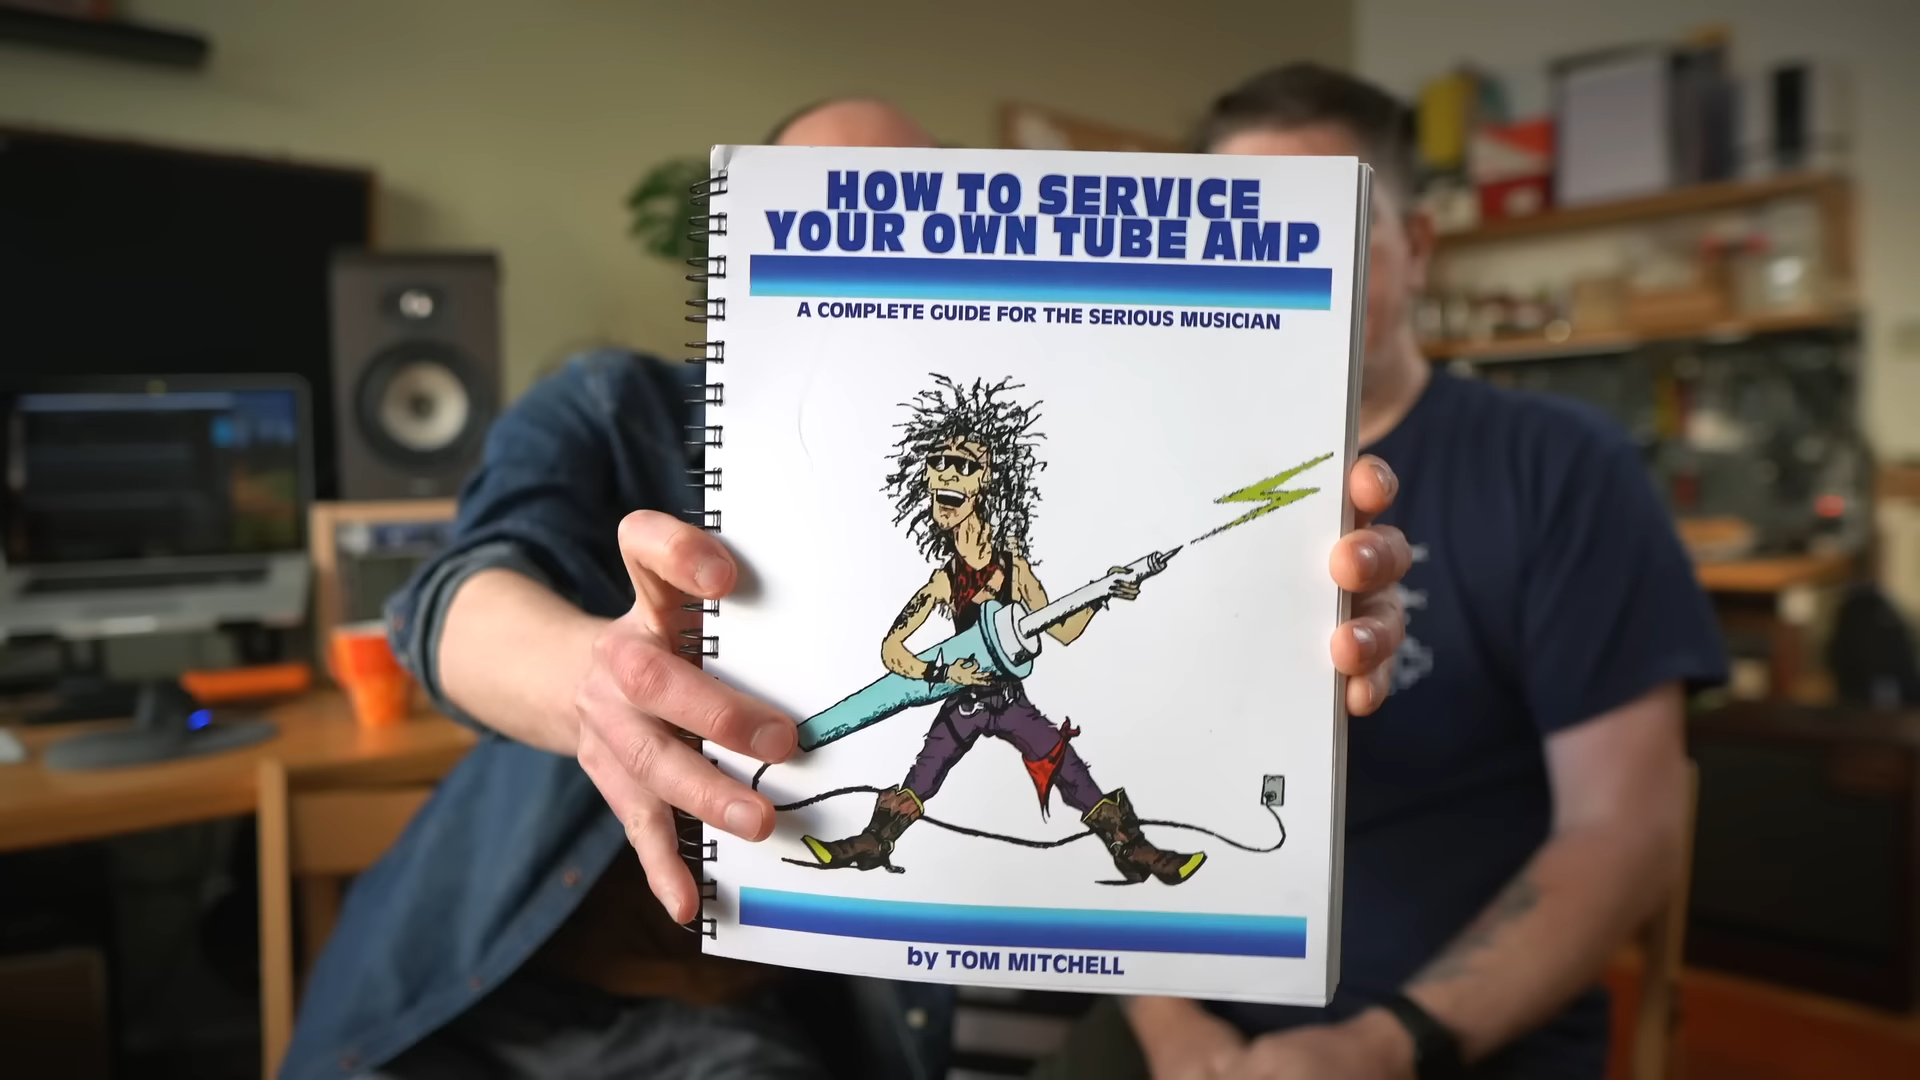 HOW TO SERVICE
YOUR OWN TUBE AMP
A COMPLETE GUIDE FOR THE SERIOUS MUSICIAN
by TOM MITCHELL